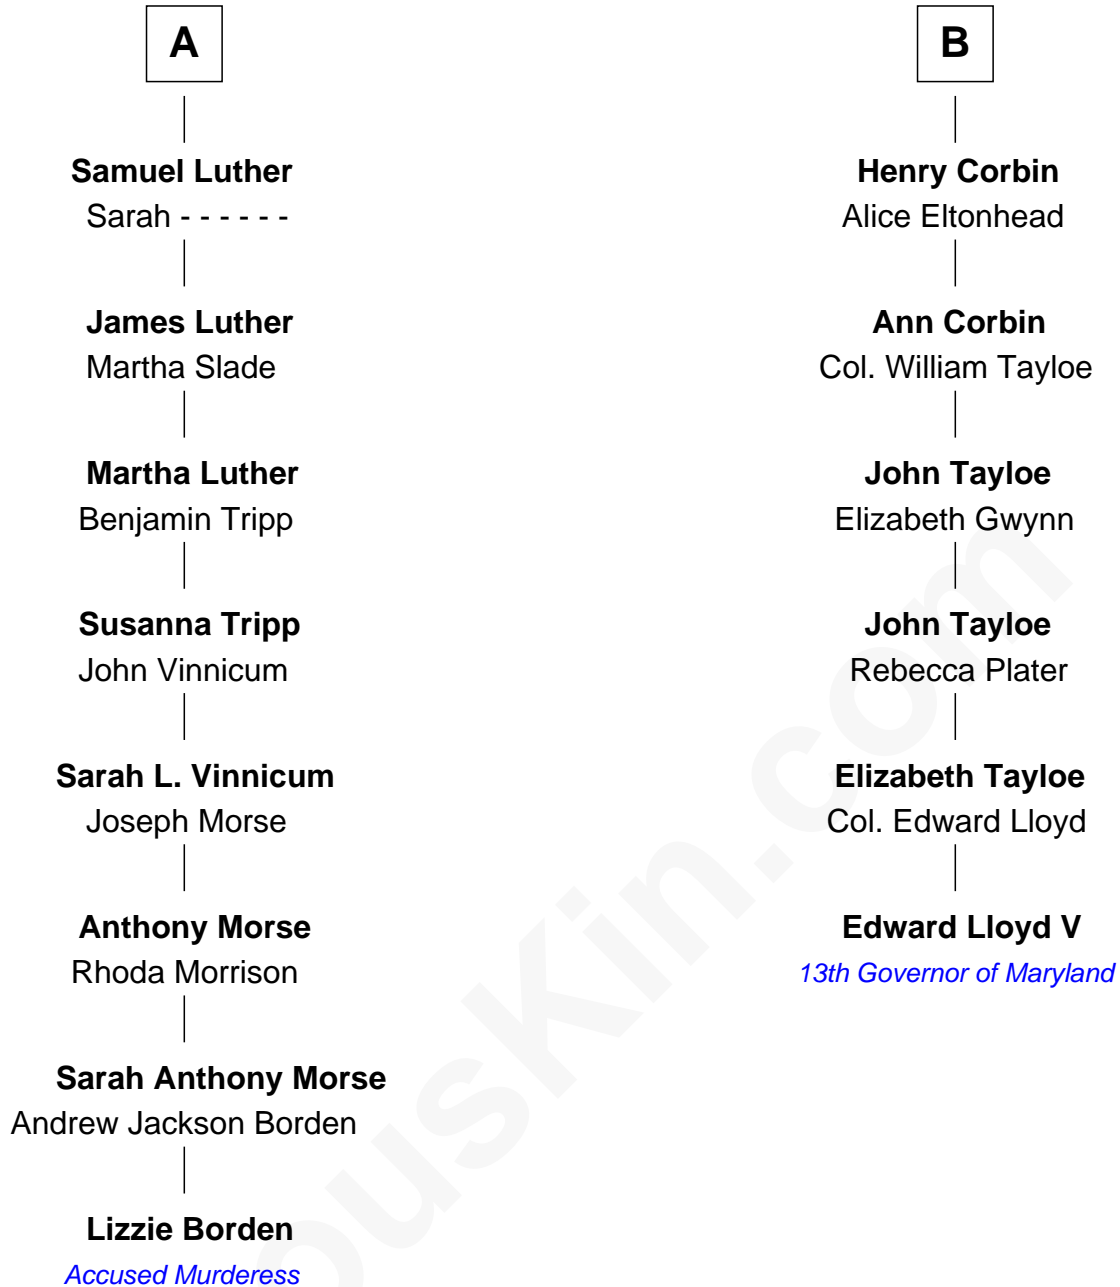 A
Samuel Luther
Sarah - - - - - -
James Luther
Martha Slade
Martha Luther
Benjamin Tripp
Susanna Tripp
John Vinnicum
Sarah L. Vinnicum
Joseph Morse
Anthony Morse
Rhoda Morrison
Sarah Anthony Morse
Andrew Jackson Borden
Lizzie Borden
Accused Murderess
B
Henry Corbin
Alice Eltonhead
Ann Corbin
Col. William Tayloe
John Tayloe
Elizabeth Gwynn
John Tayloe
Rebecca Plater
Elizabeth Tayloe
Col. Edward Lloyd
Edward Lloyd V
13th Governor of Maryland
ousKin.com